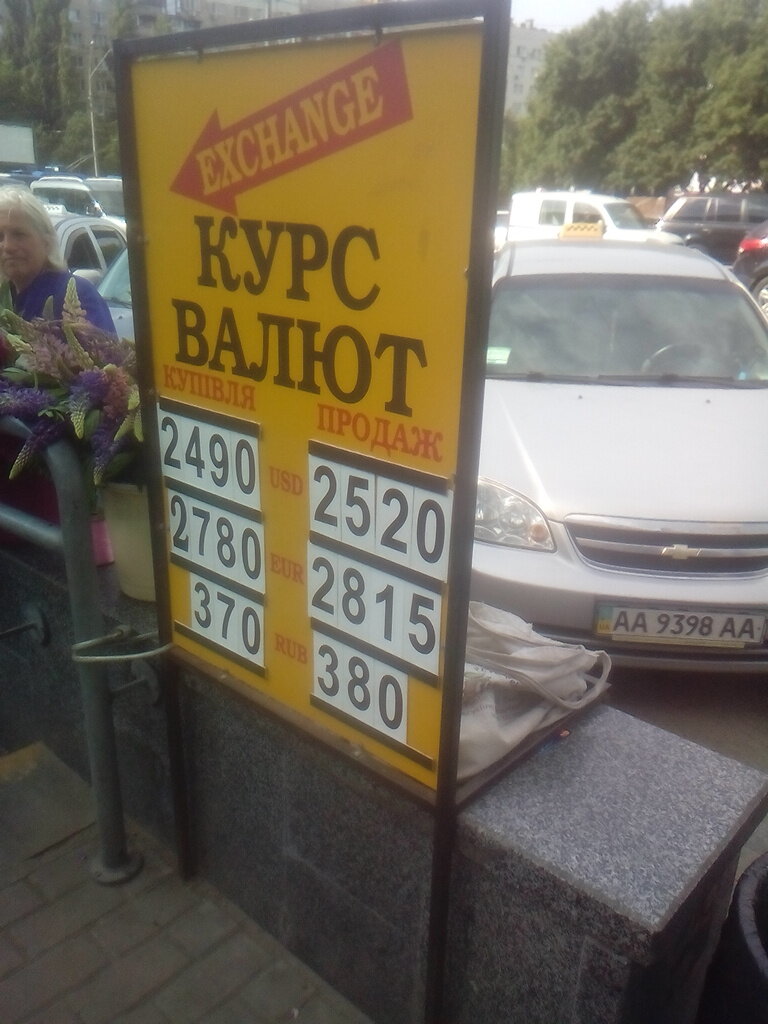 EXCHANGE
КУРС
ВАЛЮТ
КУПІВЛЯ ПРОДАЖ
2490 USD 2520
2780 EUR 2815
370 RUB 380
AA 9398 AA